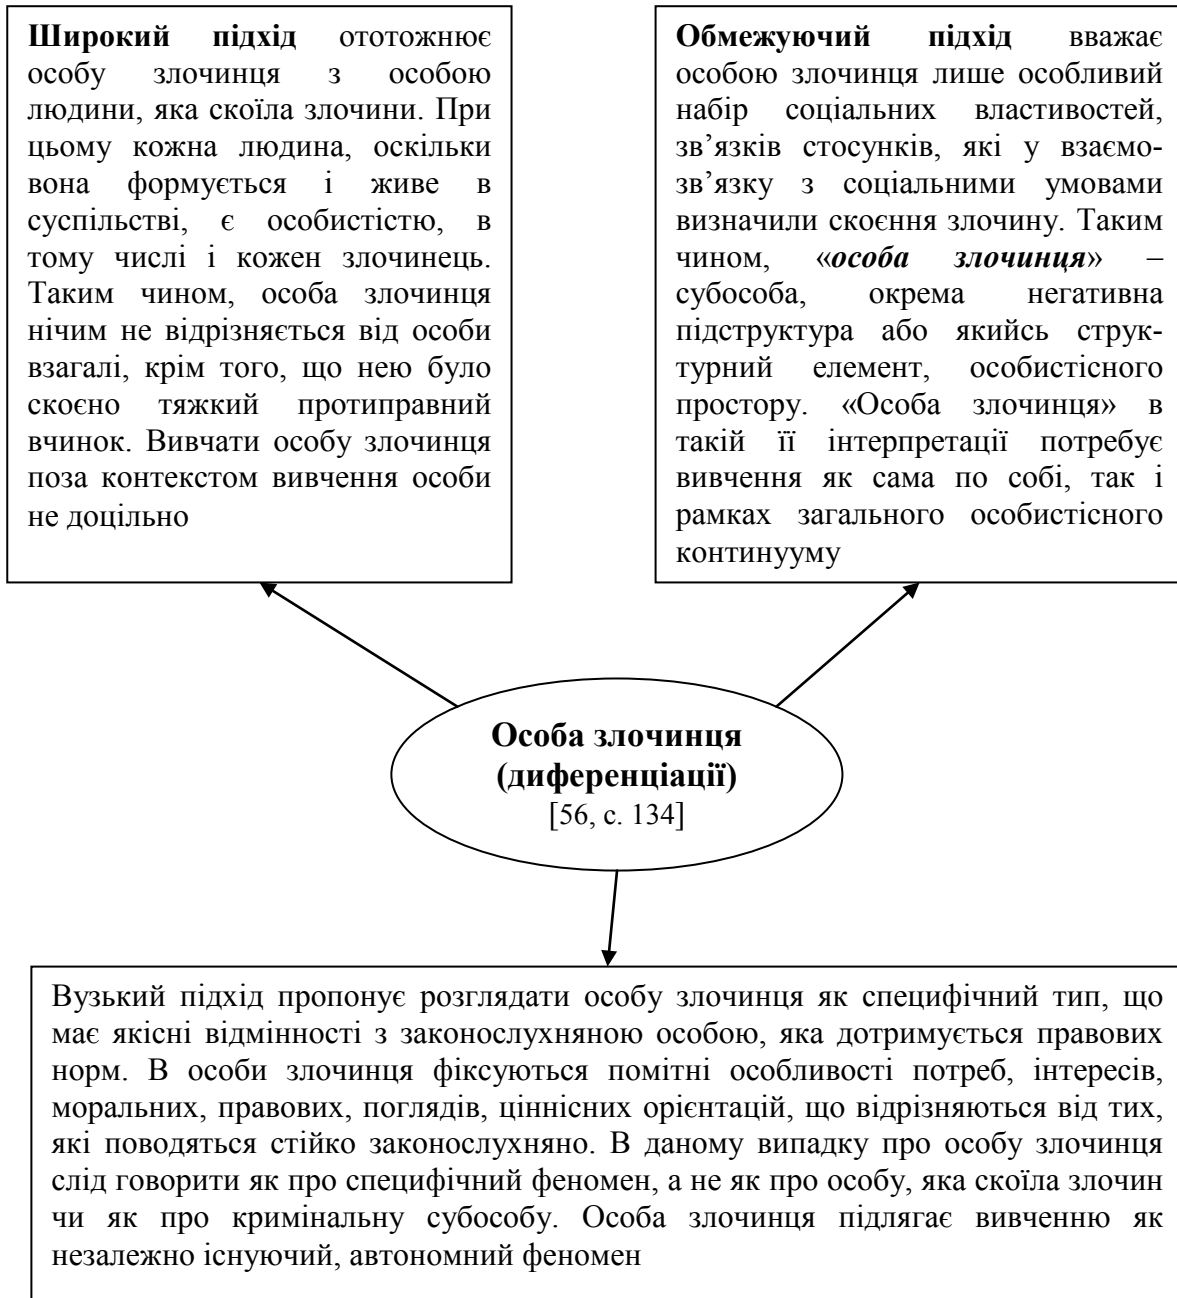 Широкий підхід ототожнює
особу злочинця з особою
людини, яка скоїла злочини. При
цьому кожна людина, оскільки
вона формується і живе в
суспільстві, є особистістю, в
тому числі і кожен злочинець.
Таким чином, особа злочинця
нічим не відрізняється від особи
взагалі, крім того, що нею було
скоєно тяжкий протиправний
вчинок. Вивчати особу злочинця
поза контекстом вивчення особи
не доцільно
Обмежуючий підхід вважає
особою злочинця лише особливий
набір соціальних властивостей,
зв’язків стосунків, які у взаємо-
зв’язку з соціальними умовами
визначили скоєння злочину. Таким
чином, «особа злочинця» –
субособа, окрема негативна
підструктура або якийсь струк-
турний елемент, особистісного
простору. «Особа злочинця» в
такій її інтерпретації потребує
вивчення як сама по собі, так і
рамках загального особистісного
континууму
Особа злочинця
(диференціації)
[56, с. 134]
Вузький підхід пропонує розглядати особу злочинця як специфічний тип, що
має якісні відмінності з законослухняною особою, яка дотримується правових
норм. В особи злочинця фіксуються помітні особливості потреб, інтересів,
моральних, правових, поглядів, ціннісних орієнтацій, що відрізняються від тих,
які поводяться стійко законослухняно. В даному випадку про особу злочинця
слід говорити як про специфічний феномен, а не як про особу, яка скоїла злочин
чи як про кримінальну субособу. Особа злочинця підлягає вивченню як
незалежно існуючий, автономний феномен